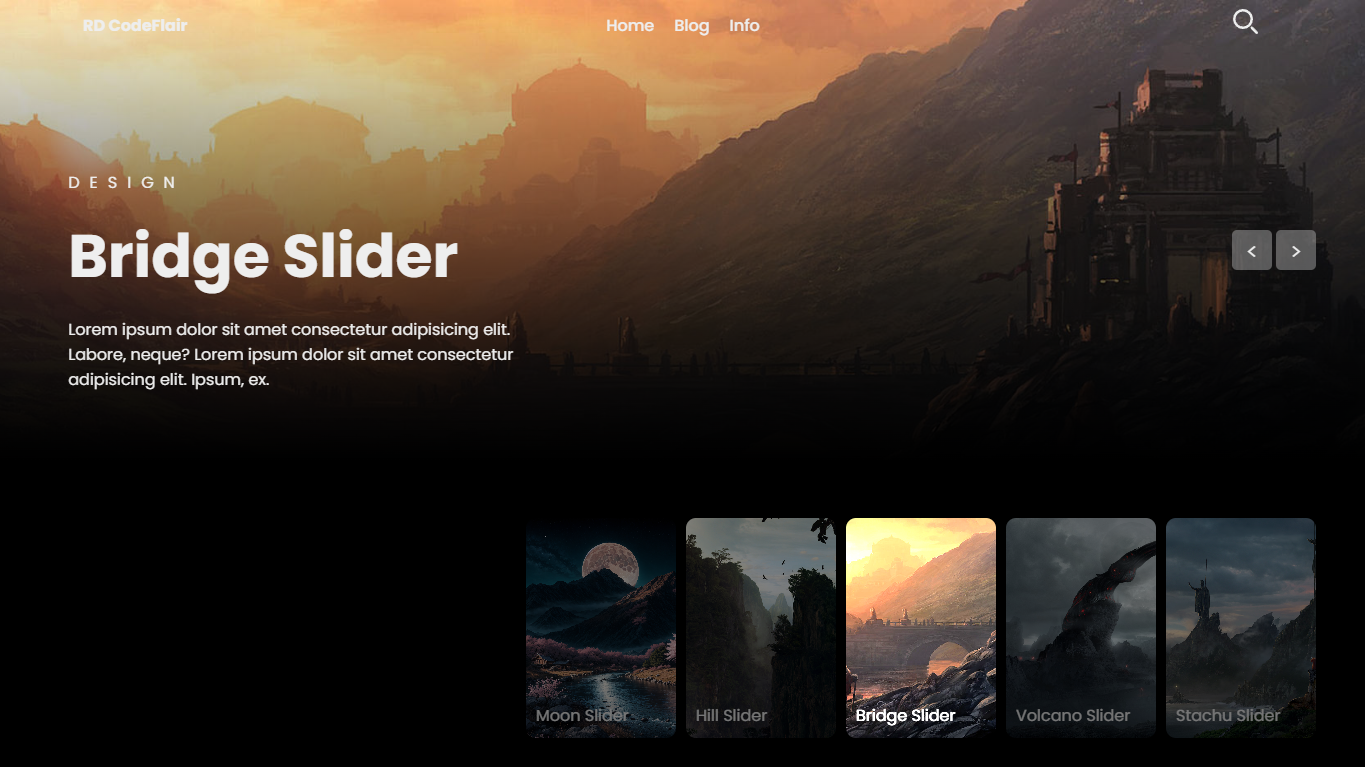 RD CodeFlair
Home Blog Info
DESIGN
Bridge Slider
Lorem ipsum dolor sit amet consectetur adipisicing elit.
Labore, neque? Lorem ipsum dolor sit amet consectetur
adipisicing elit. Ipsum, ex.
< >
Moon Slider
Hill Slider
Bridge Slider
Volcano Slider
Stachu Slider